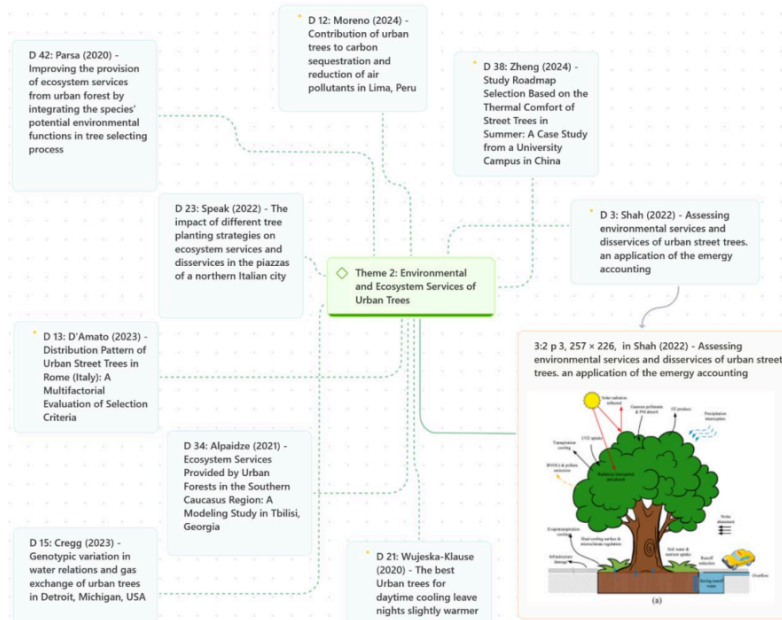 D 42: Parsa (2020) -
Improving the provision
of ecosystem services
from urban forest by
integrating the species'
potential environmental
functions in tree selecting
process
D 12: Moreno (2024) -
Contribution of urban
trees to carbon
sequestration and
reduction of air
pollutants in Lima, Peru
D 38: Zheng (2024) -
Study Roadmap
Selection Based on the
Thermal Comfort of
Street Trees in
Summer: A Case Study
from a University
Campus in China
D 23: Speak (2022) - The
impact of different tree
planting strategies on
ecosystem services and
disservices in the piazzas
of a northern Italian city
D 3: Shah (2022) - Assessing
environmental services and
disservices of urban street trees.
an application of the emergy
accounting
Theme 2: Environmental
and Ecosystem Services of
Urban Trees
D 13: D'Amato (2023) -
Distribution Pattern of
Urban Street Trees in
Rome (Italy): A
Multifactorial
Evaluation of Selection
Criteria
3:2 p 3, 257 × 226, in Shah (2022) - Assessing
environmental services and disservices of urban street
trees. an application of the emergy accounting
Solar radiation
reflected
Precipitation
interception
CO2 uptake
Transpiration
cooling
Evapotranspiration
cooling
Infrastructure
damage
Soil water &
nutrient uptake
Runoff
reduction
Overflow
(a)
D 34: Alpaidze (2021) -
Ecosystem Services
Provided by Urban
Forests in the Southern
Caucasus Region: A
Modeling Study in Tbilisi,
Georgia
D 15: Cregg (2023) -
Genotypic variation in
water relations and gas
exchange of urban trees
in Detroit, Michigan, USA
D 21: Wujeska-Klause
(2020) - The best
Urban trees for
daytime cooling leave
nights slightly warmer